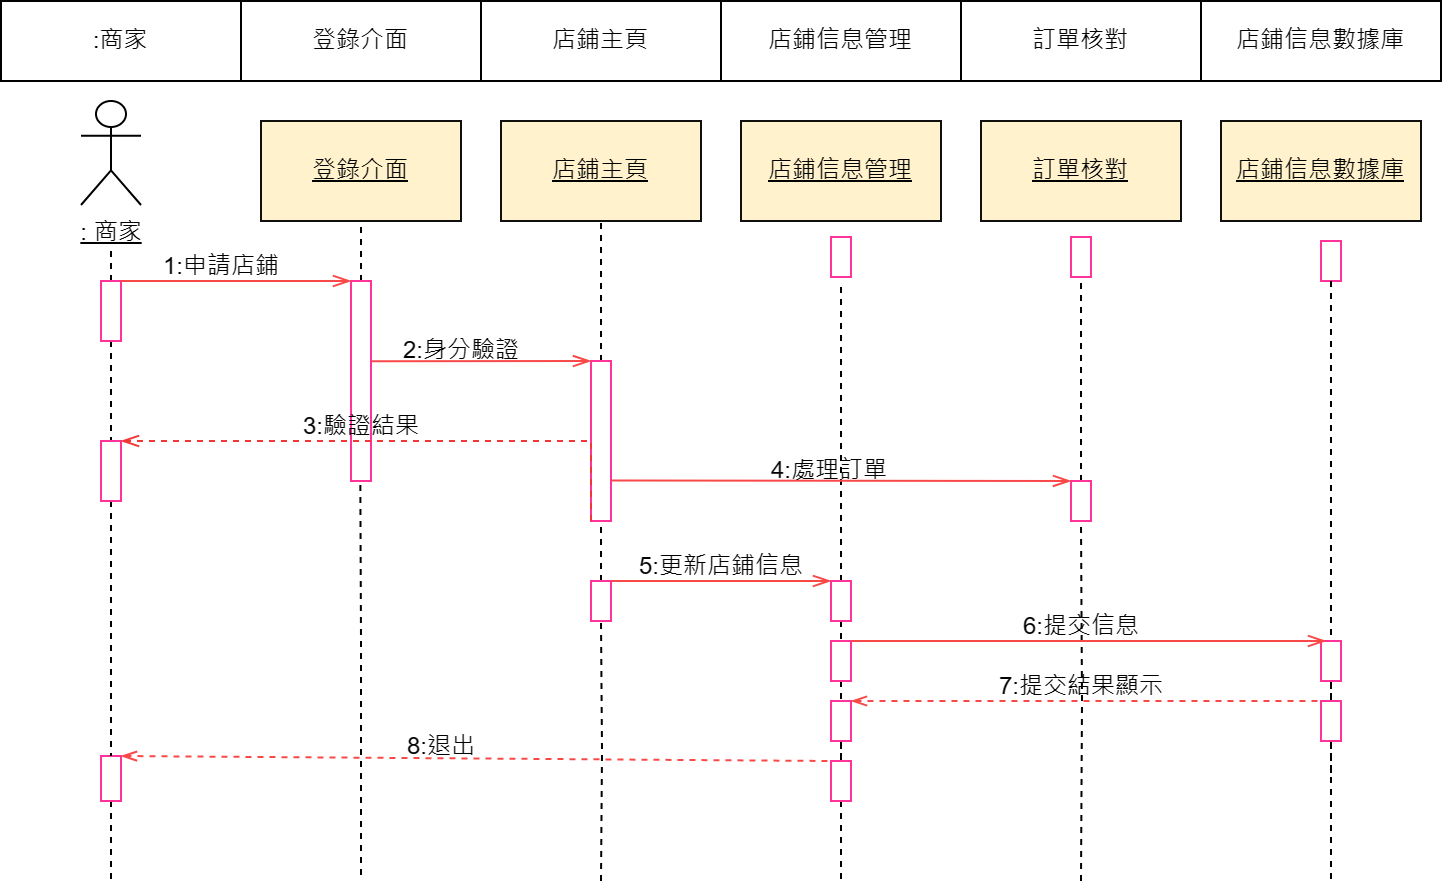 :商家
登錄介面
店鋪主頁
店鋪信息管理
訂單核對
店鋪信息數據庫
登錄介面
店鋪主頁
店鋪信息管理
訂單核對
店鋪信息數據庫
: 商家
1:申請店鋪
2:身分驗證
3:驗證結果
4:處理訂單
5:更新店鋪信息
6:提交信息
7:提交結果顯示
8:退出